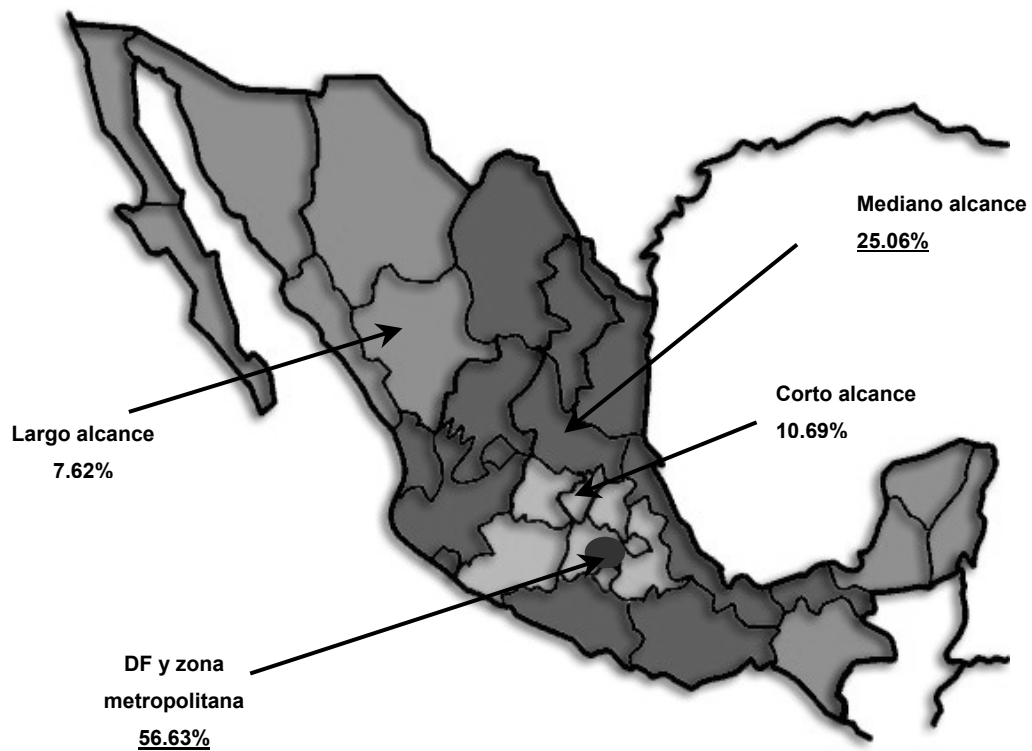 Mediano alcance
25.06%
Corto alcance
10.69%
Largo alcance
7.62%
DF y zona
metropolitana
56.63%